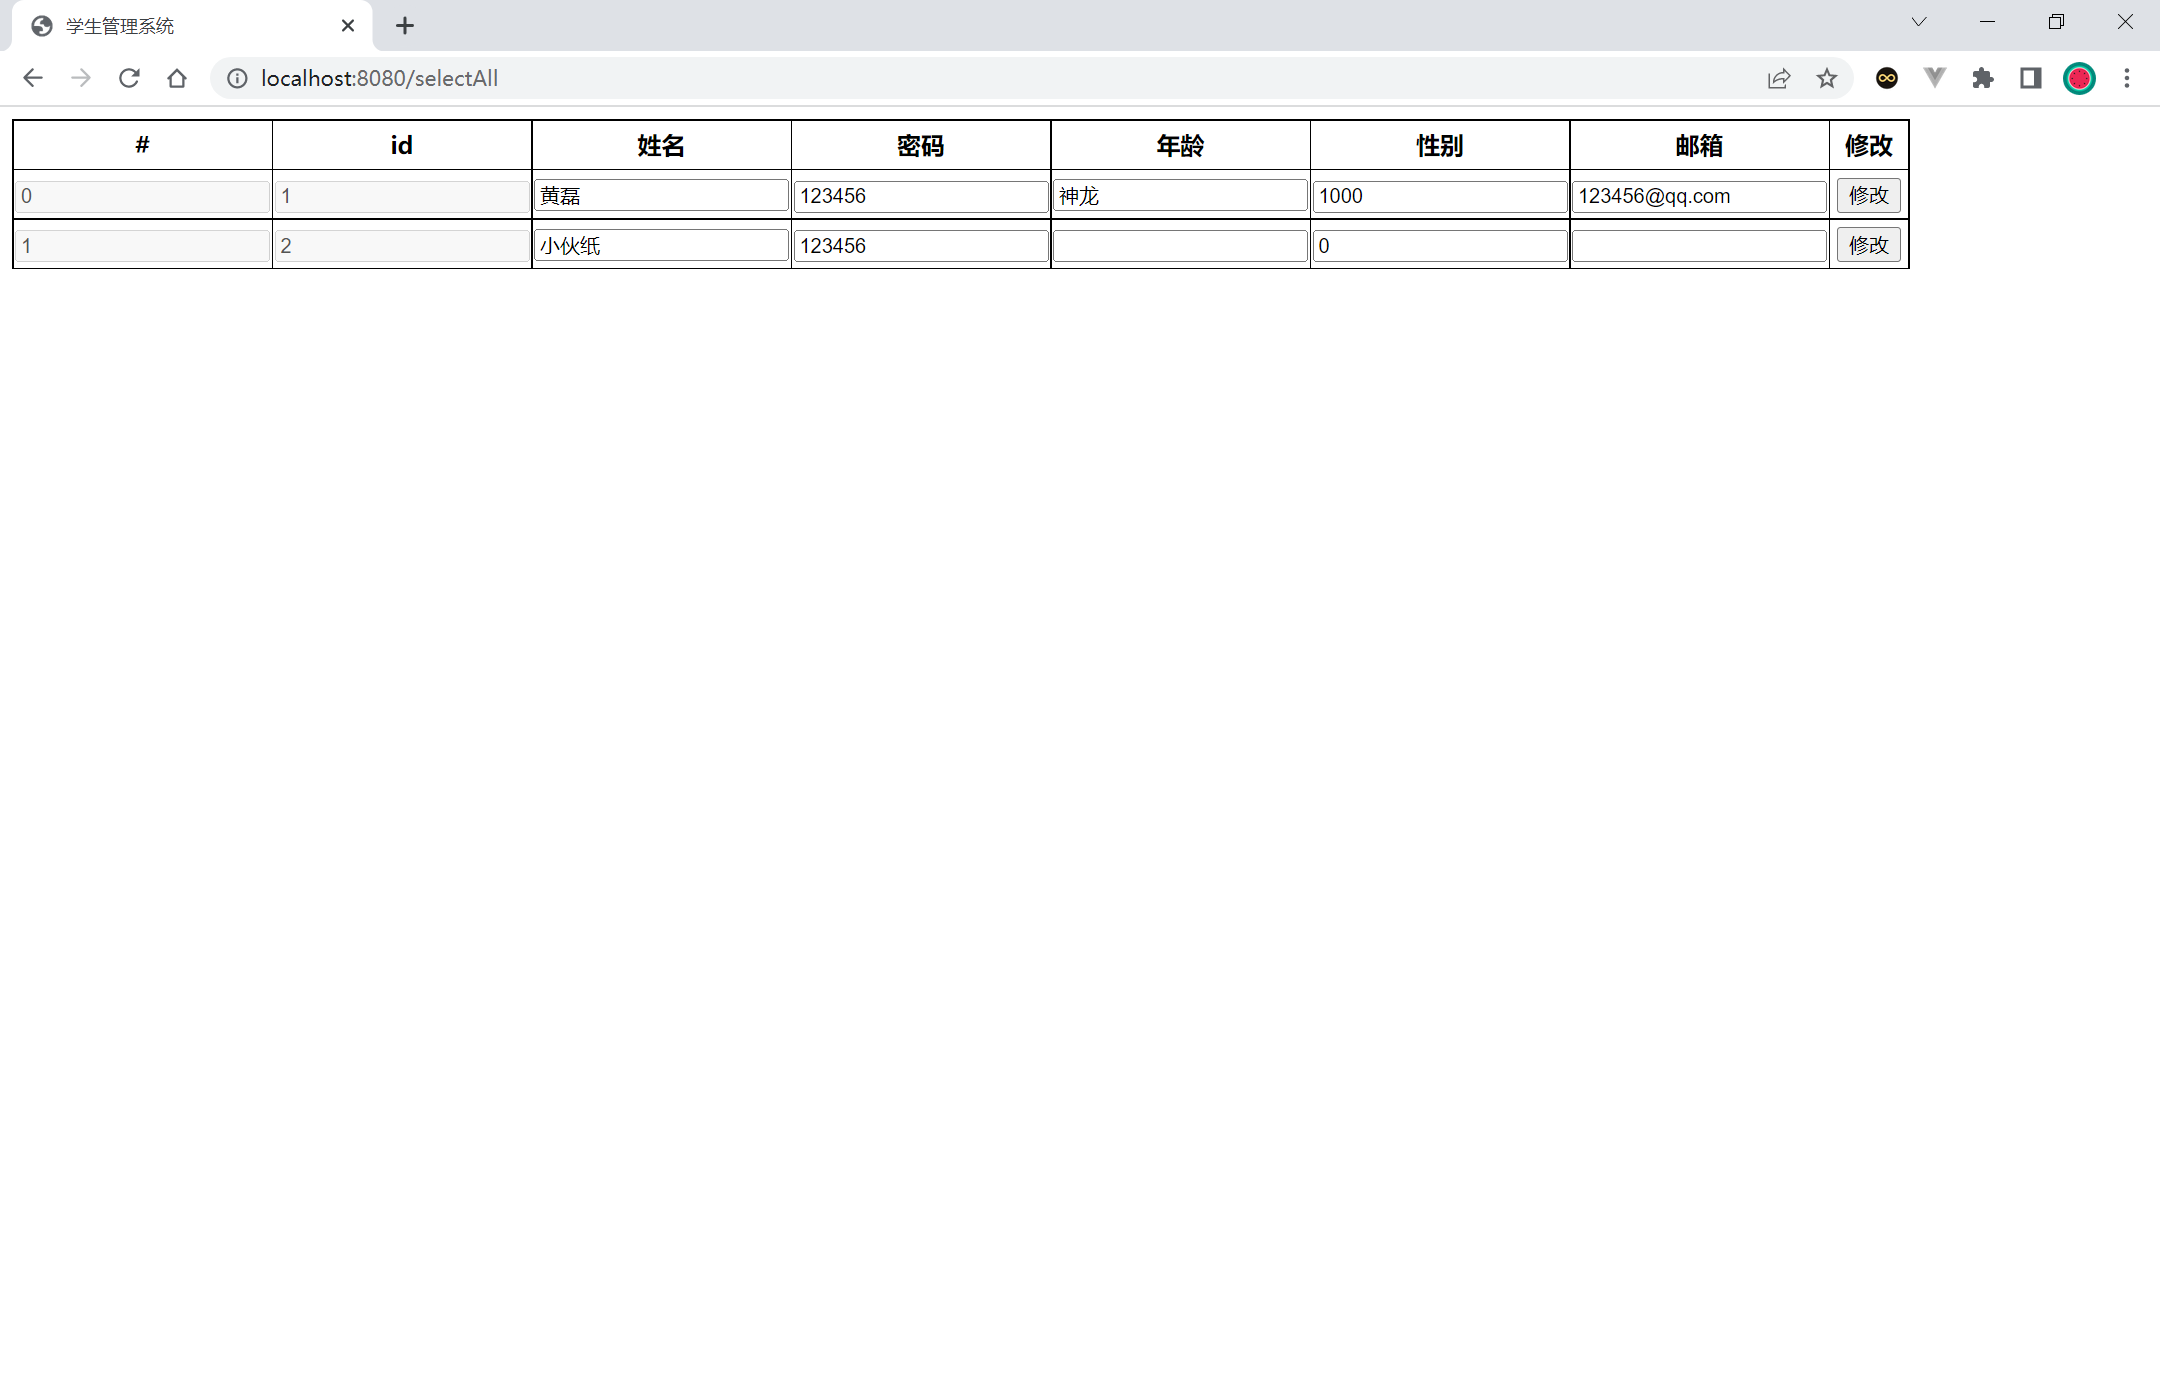 学生管理系统
localhost:8080/selectAll
# id 姓名 密码 年龄 性别 邮箱 修改
0 1 黄磊 123456 神龙 1000 123456@qq.com 修改
1 2 小伙纸 123456 0 修改